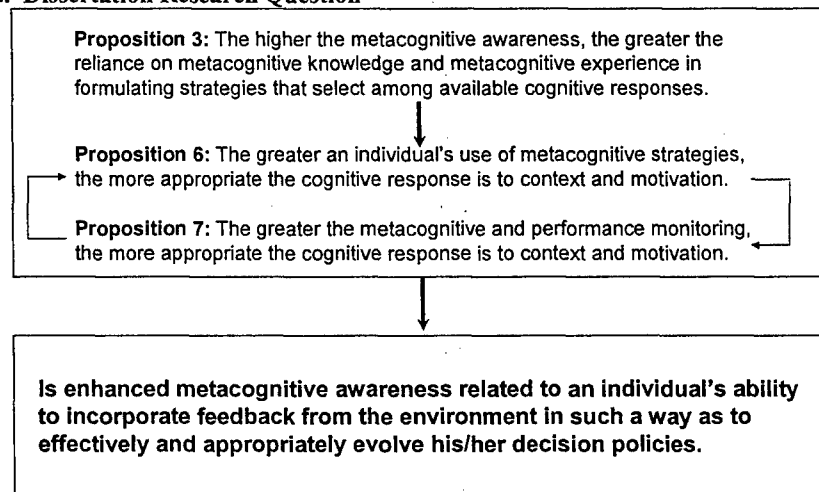 Dissertation Research Question
Proposition 3: The higher the metacognitive awareness, the greater the
reliance on metacognitive knowledge and metacognitive experience in
formulating strategies that select among available cognitive responses.
Proposition 6: The greater an individual's use of metacognitive strategies,
the more appropriate the cognitive response is to context and motivation.
Proposition 7: The greater the metacognitive and performance monitoring,
the more appropriate the cognitive response is to context and motivation.
Is enhanced metacognitive awareness related to an individual's ability
to incorporate feedback from the environment in such a way as to
effectively and appropriately evolve his/her decision policies.